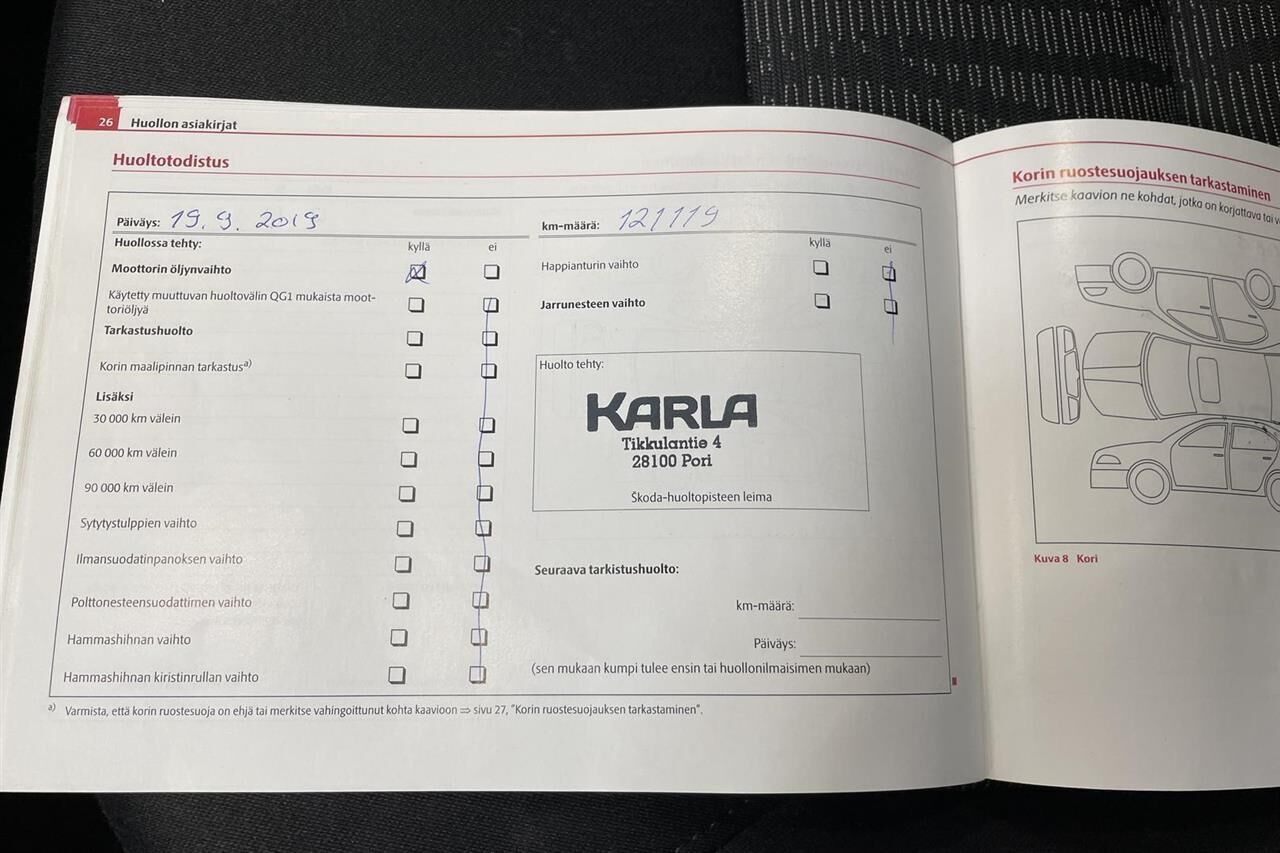 26 Huollon asiakirjat
Huoltotodistus
Päiväys: 19.9.2019
Huollossa tehty: kyllä ei
Moottorin öljynvaihto
Käytetty muuttuvan huoltovälin QG1 mukaista moot-
toriöljyä
Tarkastushuolto
Korin maalipinnan tarkastus a)
Lisäksi
30 000 km välein
60 000 km välein
90 000 km välein
Sytytystulppien vaihto
Ilmansuodatinpanoksen vaihto
Polttonesteensuodattimen vaihto
Hammashihnan vaihto
Hammashihnan kiristinrullan vaihto
km-määrä: 121119
kyllä ei
Happianturin vaihto
Jarrunesteen vaihto
Huolto tehty:
KARLA
Tikkulantie 4
28100 Pori
Škoda-huoltopisteen leima
Seuraava tarkistushuolto:
km-määrä:
Päiväys:
(sen mukaan kumpi tulee ensin tai huollonilmaisimen mukaan)
a) Varmista, että korin ruostesuoja on ehjä tai merkitse vahingoittunut kohta kaavioon ⇒ sivu 27, "Korin ruostesuojauksen tarkastaminen".
Korin ruostesuojauksen tarkastaminen
Merkitse kaavion ne kohdat, jotka on korjattava tai
Kuva 8 Kori